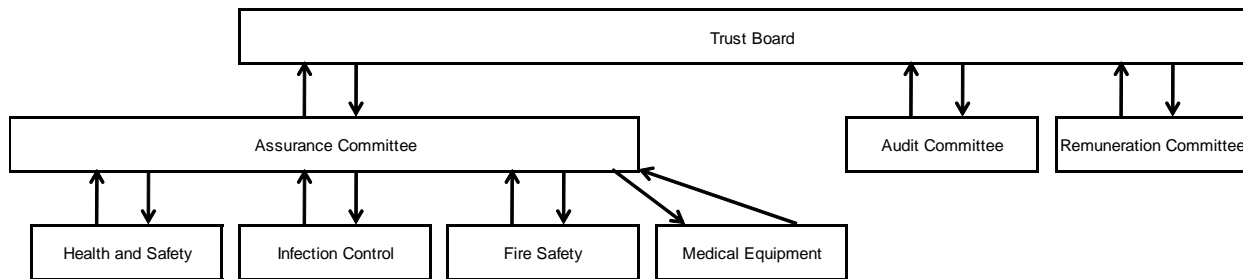 Trust Board
Assurance Committee
Audit Committee
Remuneration Committee
Health and Safety
Infection Control
Fire Safety
Medical Equipment